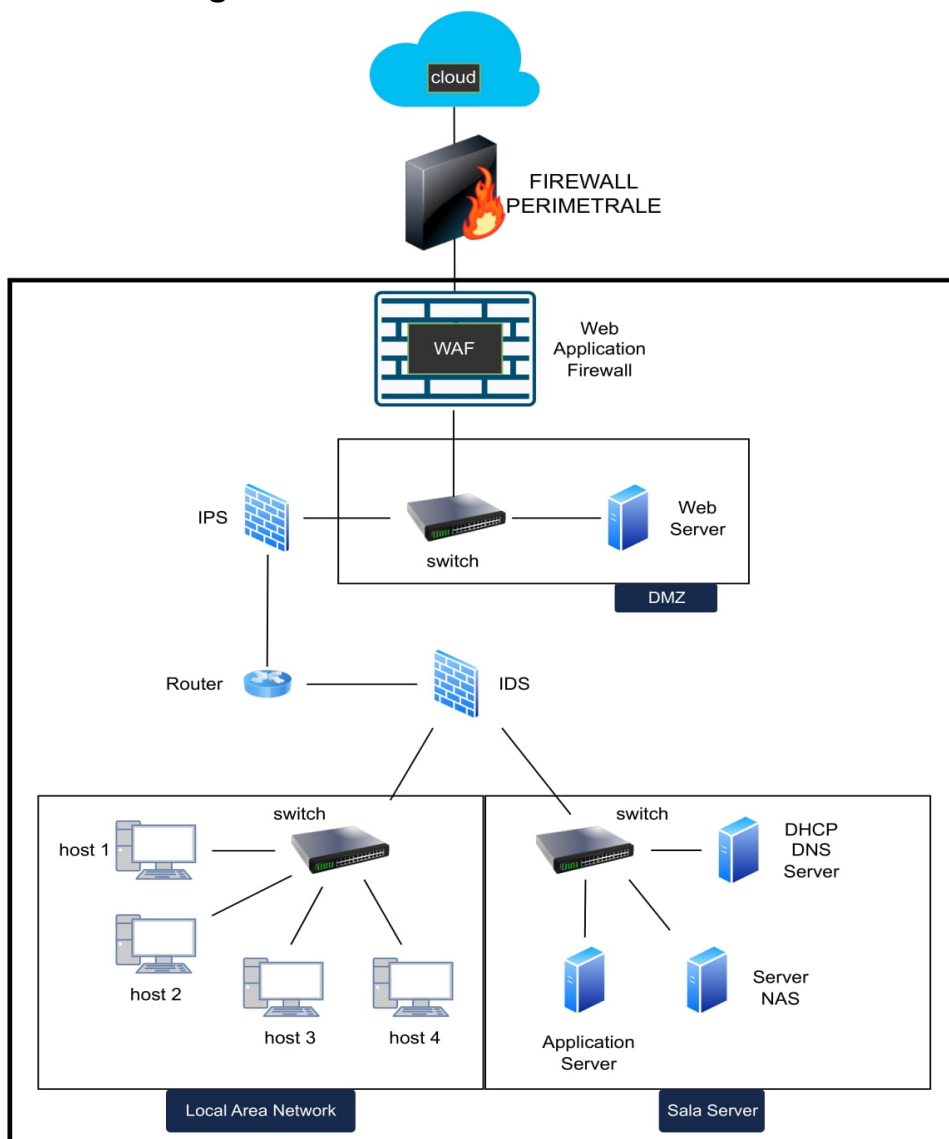 cloud
FIREWALL
PERIMETRALE
WAF
Web
Application
Firewall
IPS
switch
Web
Server
DMZ
Router
IDS
switch
host 1
host 2
host 3
host 4
switch
DHCP
DNS
Server
Server
NAS
Application
Server
Local Area Network
Sala Server